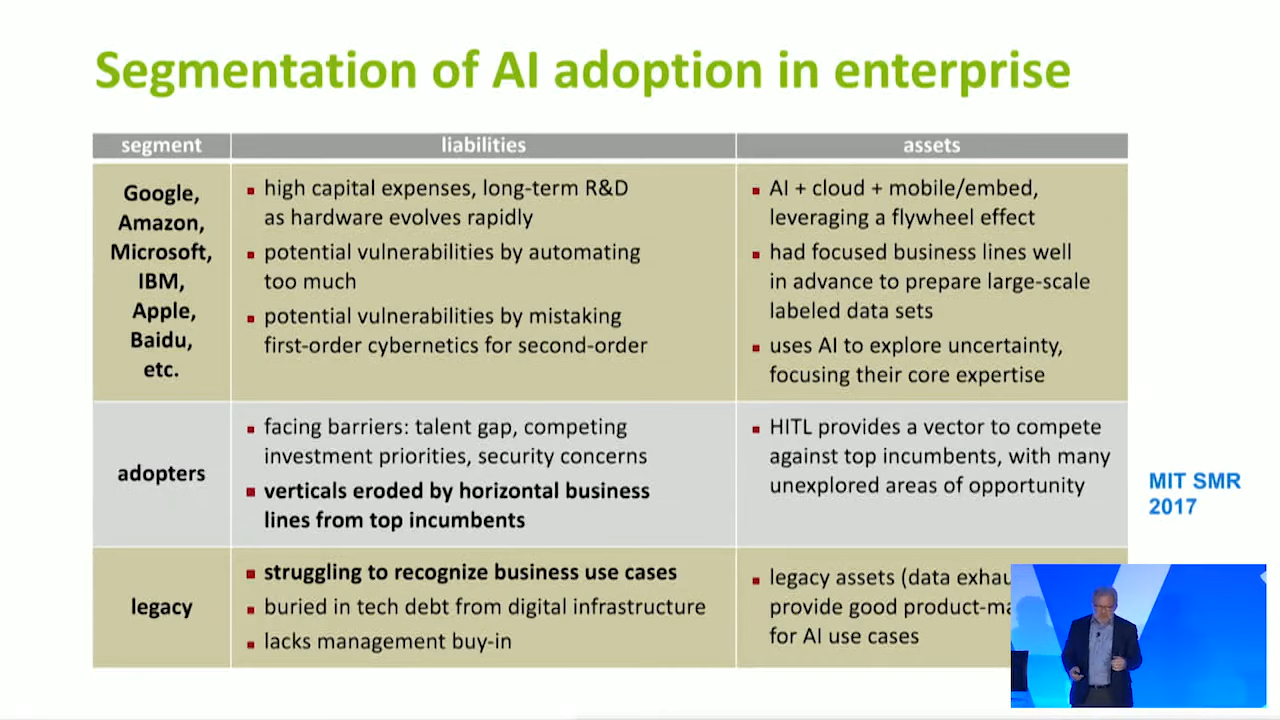 Segmentation of AI adoption in enterprise
segment
liabilities
assets
Google,
Amazon,
Microsoft,
IBM,
Apple,
Baidu,
etc.
▪ high capital expenses, long-term R&D
as hardware evolves rapidly
▪ potential vulnerabilities by automating
too much
▪ potential vulnerabilities by mistaking
first-order cybernetics for second-order
▪ AI + cloud + mobile/embed,
leveraging a flywheel effect
▪ had focused business lines well
in advance to prepare large-scale
labeled data sets
▪ uses AI to explore uncertainty,
focusing their core expertise
adopters
▪ facing barriers: talent gap, competing
investment priorities, security concerns
▪ verticals eroded by horizontal business
lines from top incumbents
▪ HITL provides a vector to compete
against top incumbents, with many
unexplored areas of opportunity
legacy
▪ struggling to recognize business use cases
▪ buried in tech debt from digital infrastructure
▪ lacks management buy-in
▪ legacy assets (data
provide good
for AI use cases
MIT SMR
2017